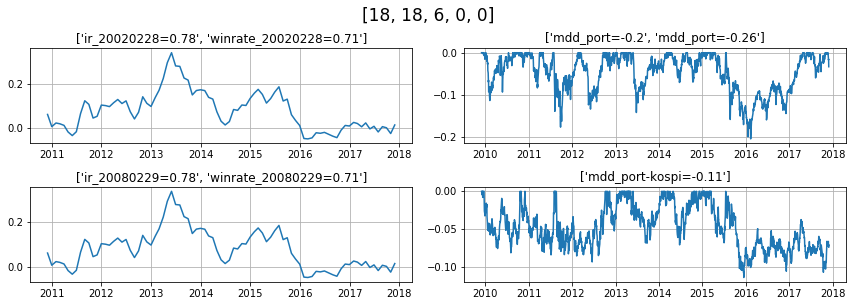 [18, 18, 6, 0, 0]
['ir_20020228=0.78', 'winrate_20020228=0.71']
0.2
0.0
2011 2012 2013 2014 2015 2016 2017 2018
['mdd_port=-0.2', 'mdd_port=-0.26']
0.0
−0.1
−0.2
2010 2011 2012 2013 2014 2015 2016 2017 2018
['ir_20080229=0.78', 'winrate_20080229=0.71']
0.2
0.0
2011 2012 2013 2014 2015 2016 2017 2018
['mdd_port-kospi=-0.11']
0.00
−0.05
−0.10
2010 2011 2012 2013 2014 2015 2016 2017 2018